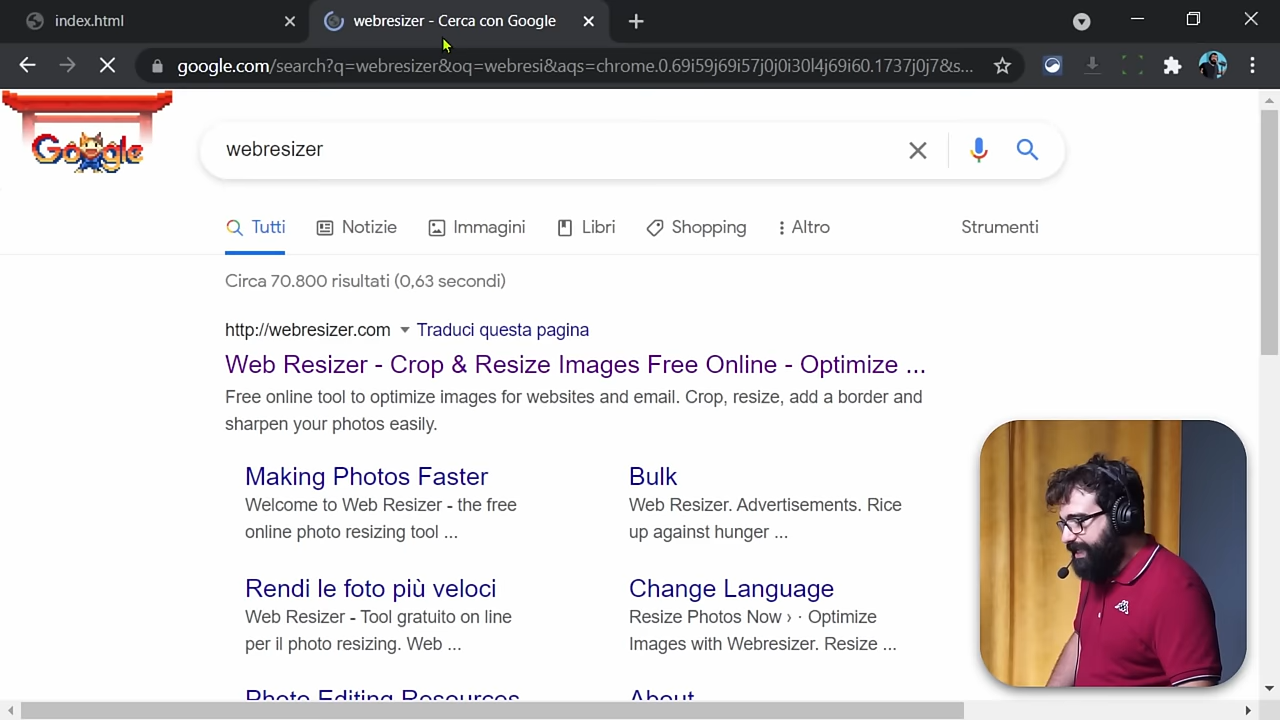 index.html
webresizer - Cerca con Google
google.com/search?q=webresizer&oq=webresi&aqs=chrome.0.69i59j69i57j0j0i30l4j69i60.1737j0j7&s...
Google
webresizer
Tutti
Notizie
Immagini
Libri
Shopping
Altro
Strumenti
Circa 70.800 risultati (0,63 secondi)
http://webresizer.com
Traduci questa pagina
Web Resizer - Crop & Resize Images Free Online - Optimize ...
Free online tool to optimize images for websites and email. Crop, resize, add a border and
sharpen your photos easily.
Making Photos Faster
Welcome to Web Resizer - the free
online photo resizing tool ...
Bulk
Web Resizer. Advertisements. Rice
up against hunger ...
Rendi le foto più veloci
Web Resizer - Tool gratuito on line
per il photo resizing. Web ...
Change Language
Resize Photos Now › · Optimize
Images with Webresizer. Resize ...
Photo Editing Resources
About